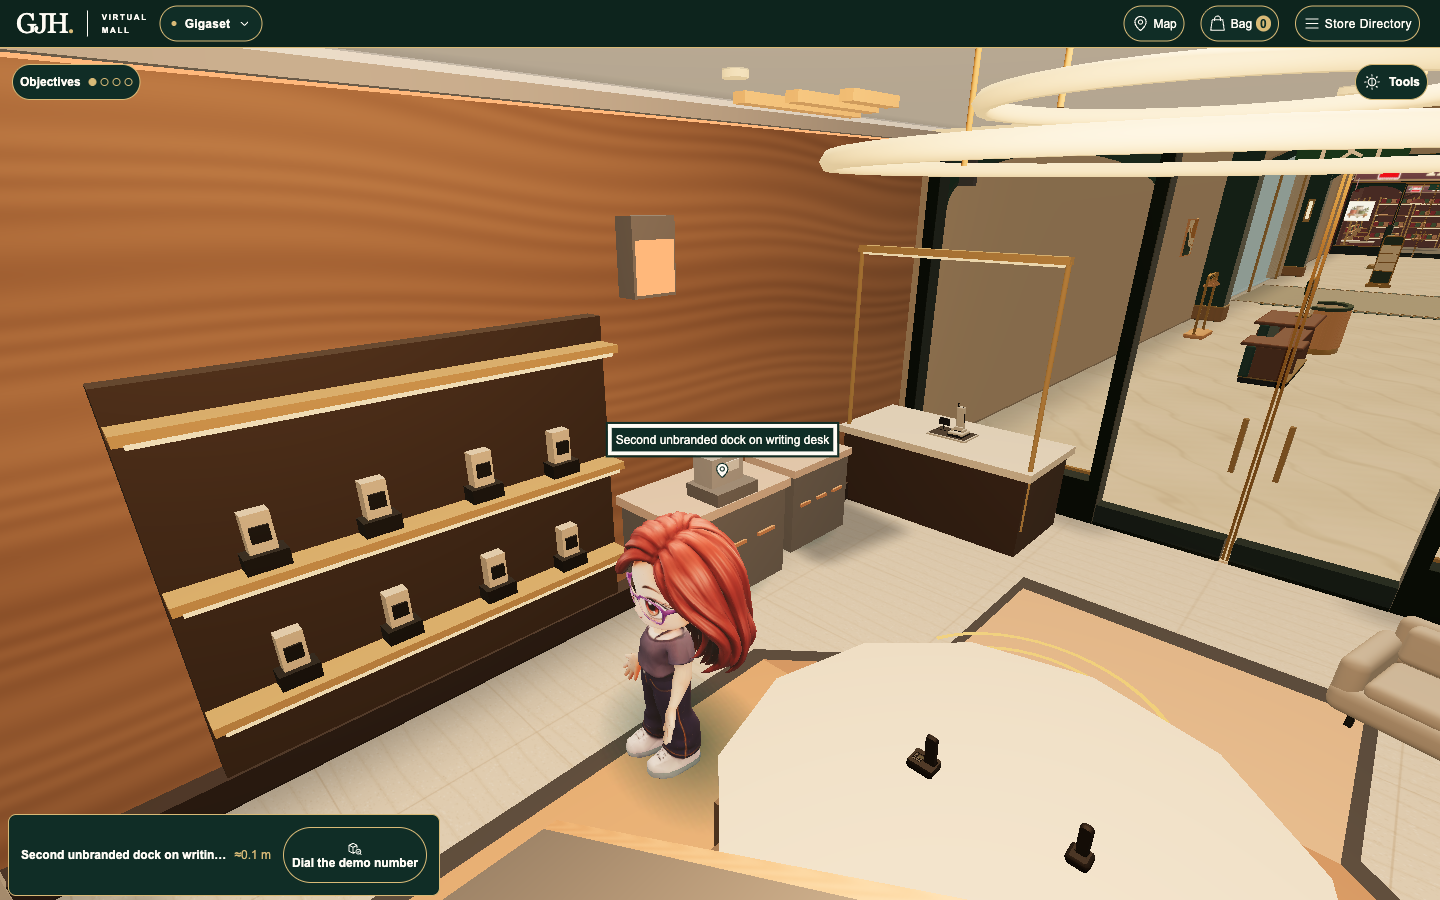 GJH.
VIRTUAL
MALL
Gigaset
Map
Bag 0
Store Directory
Objectives
Tools
Second unbranded dock on writing desk
Second unbranded dock on writin... ≈0.1 m
Dial the demo number